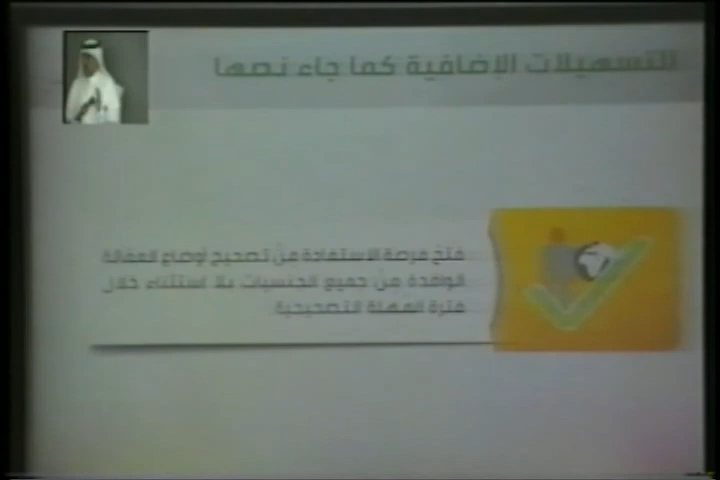 التسهيلات الإضافية كما جاء نصها
فتح فرصة الاستفادة من تصحيح أوضاع العمالة
الوافدة من جميع الجنسيات بلا استثناء خلال
فترة المهلة التصحيحية